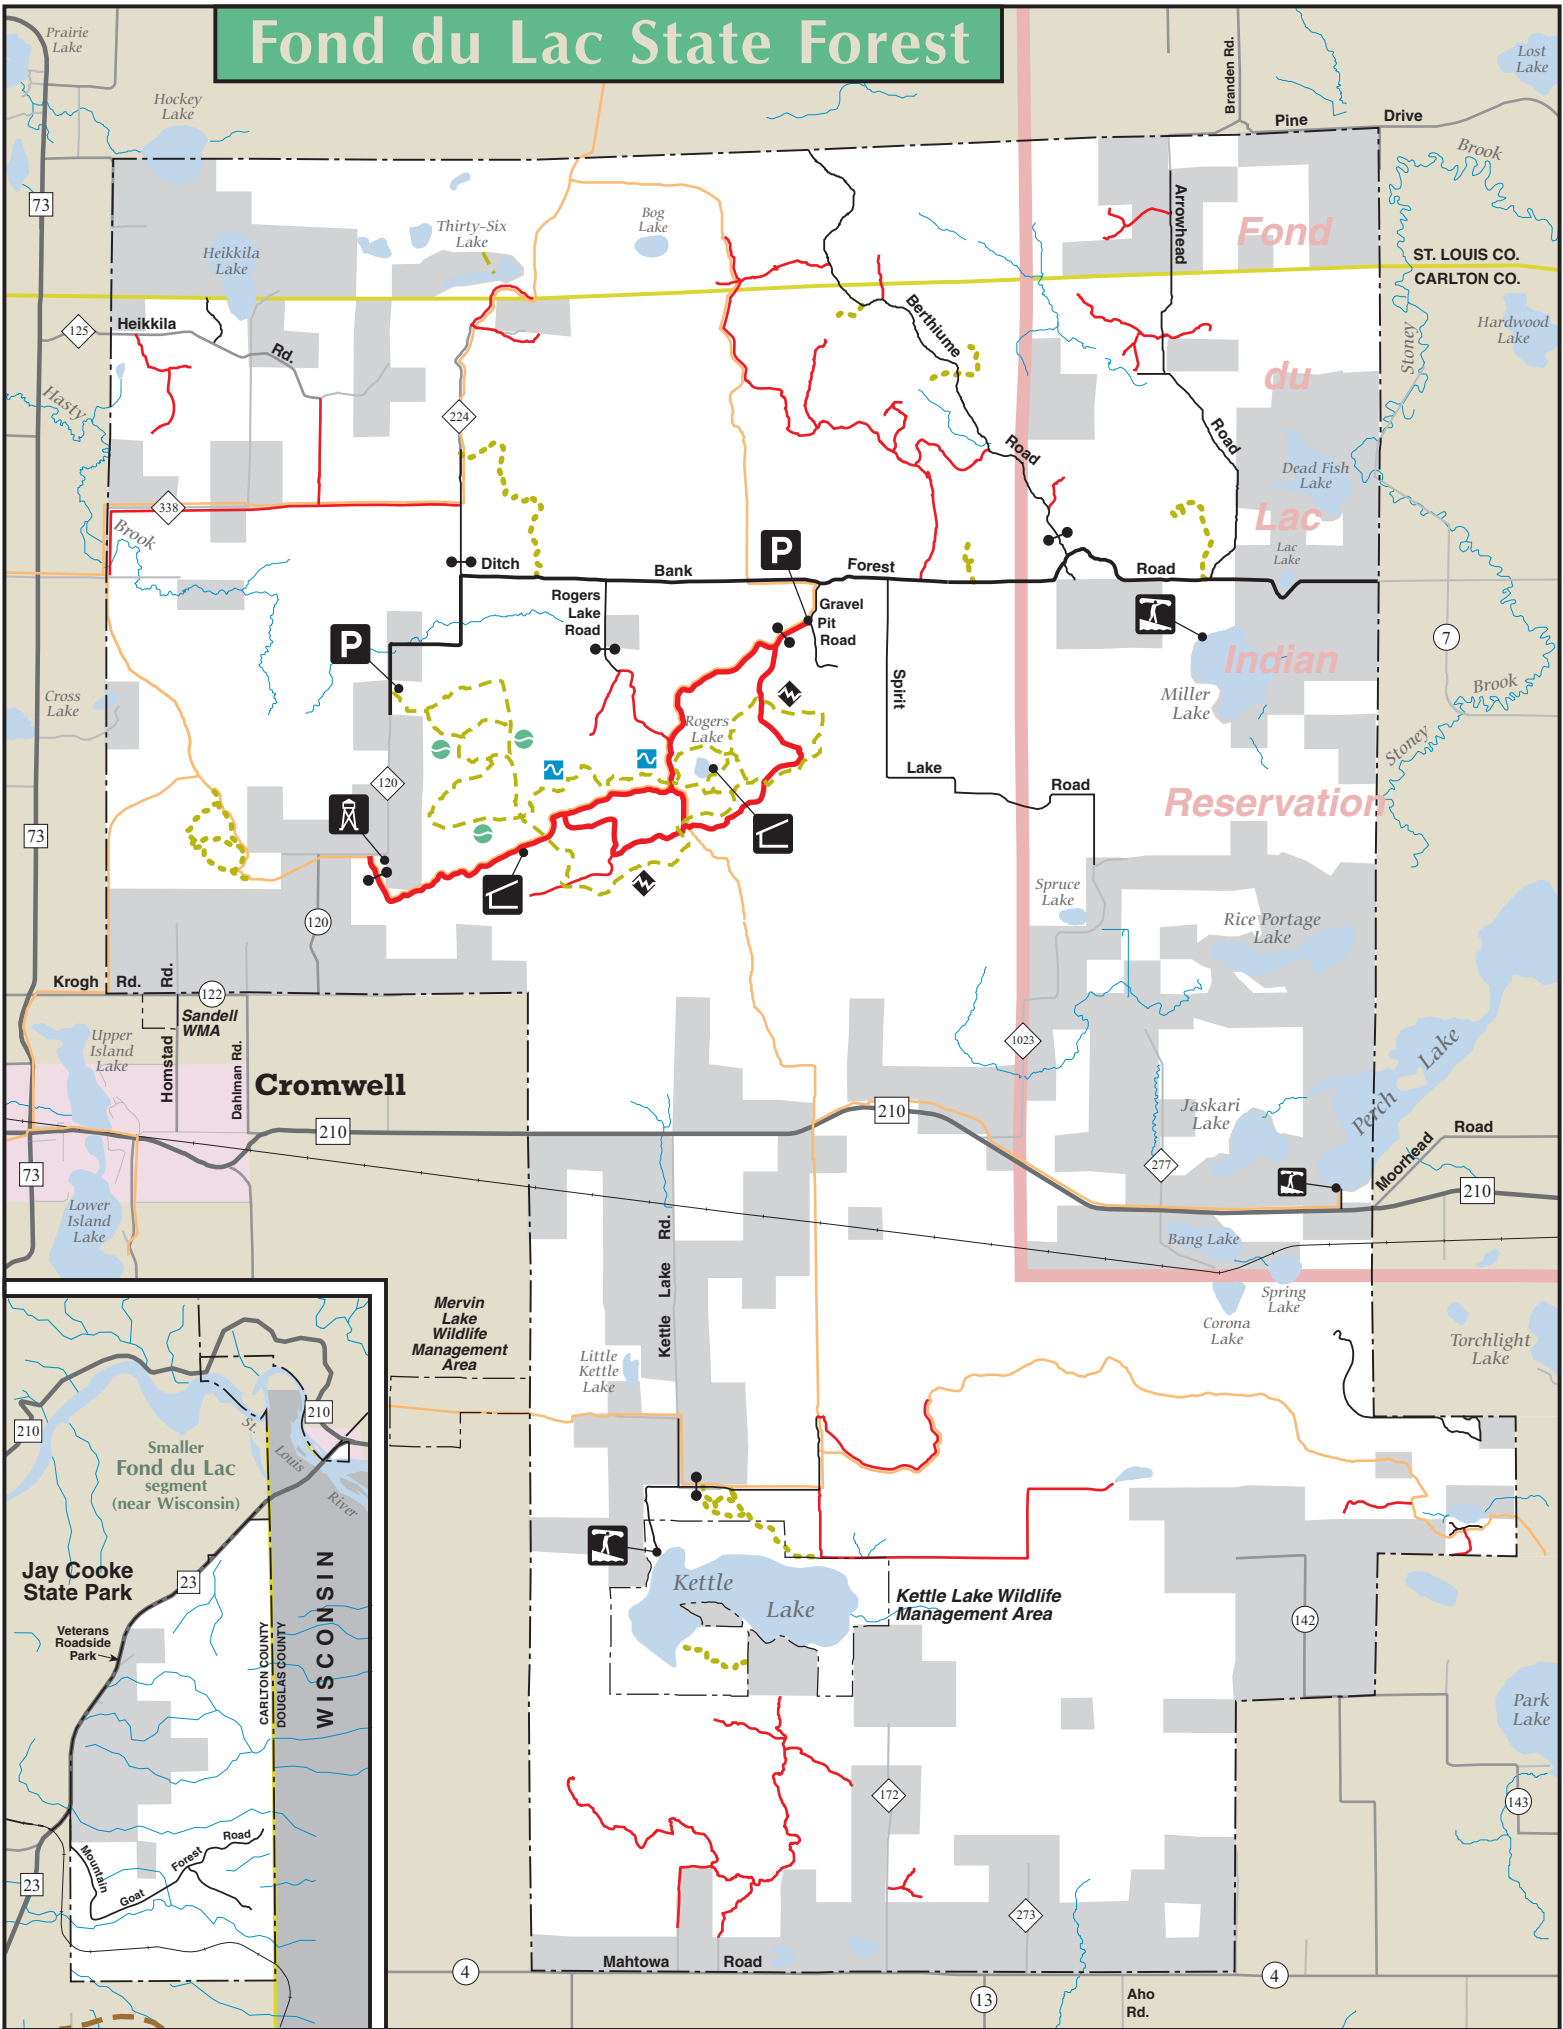 Fond du Lac State Forest
Prairie
Lake
Hockey
Lake
Branden Rd.
Lost
Lake
Pine
Drive
Brook
73
Thirty-Six
Lake
Bog
Lake
Arrowhead
Fond
Heikkila
Lake
ST. LOUIS CO.
CARLTON CO.
125
Heikkila
Rd.
Berthiume
Stoney
Hardwood
Lake
du
Hasty
224
Road
Road
Dead Fish
Lake
338
Brook
Lac
Lac
Lake
Ditch
Bank
Forest
Road
P
Rogers
Lake
Road
Gravel
Pit
Road
P
7
Indian
Spirit
Miller
Lake
Cross
Lake
Rogers
Lake
Brook
Stoney
Lake
Road
120
Reservation
73
Spruce
Lake
Rice Portage
Lake
120
Krogh
Rd.
Rd.
122
Sandell
WMA
Upper
Island
Lake
Homstad
Dahlman Rd.
Cromwell
1023
Perch
Lake
Jaskari
Lake
210
210
277
Moorhead
Road
73
210
Lower
Island
Lake
Kettle
Lake
Rd.
Bang Lake
Spring
Lake
Corona
Lake
Mervin
Lake
Wildlife
Management
Area
Little
Kettle
Lake
Torchlight
Lake
210
210
St.
Louis
River
Smaller
Fond du Lac
segment
(near Wisconsin)
Jay Cooke
State Park
23
Veterans
Roadside
Park
CARLTON COUNTY
DOUGLAS COUNTY
WISCONSIN
Kettle
Lake
Kettle Lake Wildlife
Management Area
142
Park
Lake
172
143
Mountain
Goat
Forest
Road
23
273
Mahtowa
Road
4
4
13
Aho
Rd.